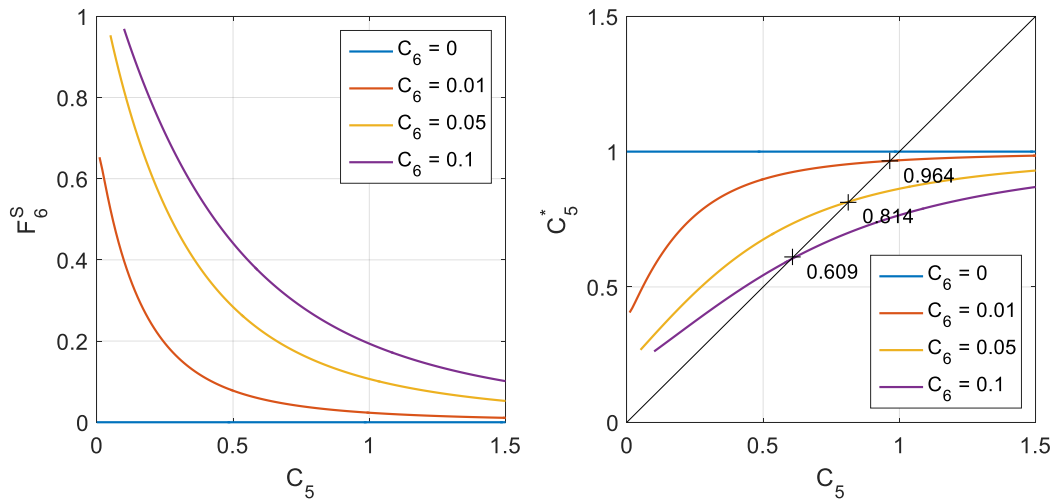 1
0.8
0.6
0.4
0.2
0
0
0.5
1
1.5
F₆ˢ
C₅
C₆ = 0
C₆ = 0.01
C₆ = 0.05
C₆ = 0.1
1.5
1
0.5
0
0
0.5
1
1.5
C₅*
C₅
0.964
0.814
0.609
C₆ = 0
C₆ = 0.01
C₆ = 0.05
C₆ = 0.1